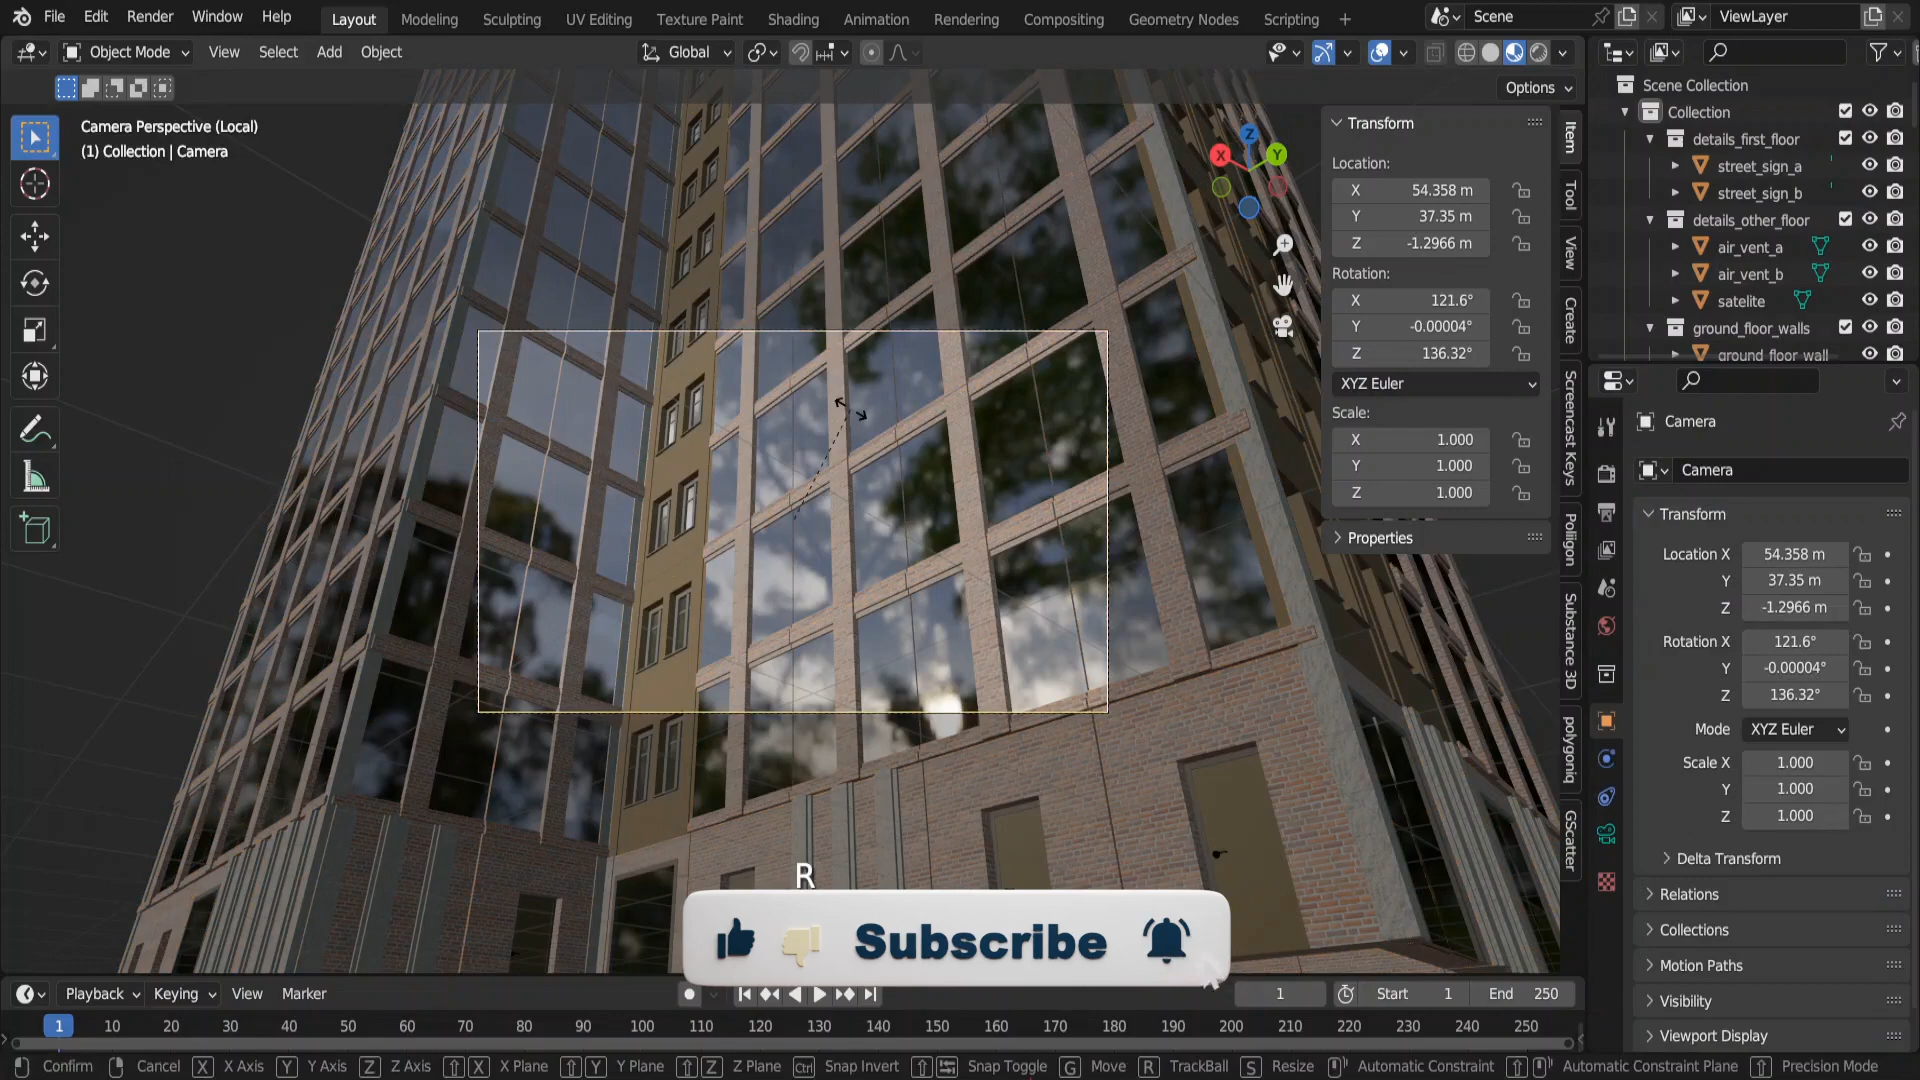 File Edit Render Window Help Layout Modeling Sculpting UV Editing Texture Paint Shading Animation Rendering Compositing Geometry Nodes Scripting + Scene ViewLayer
Object Mode View Select Add Object Global
Options
Camera Perspective (Local)
(1) Collection | Camera
Z
X
Y
Transform
Location:
X 54.358 m
Y 37.35 m
Z -1.2966 m
Rotation:
X 121.6°
Y -0.00004°
Z 136.32°
XYZ Euler
Scale:
X 1.000
Y 1.000
Z 1.000
Properties
Item
Tool
View
Create
Screencast Keys
Poliigon
Substance 3D
polygoniq
GScatter
Scene Collection
Collection
details_first_floor
street_sign_a
street_sign_b
details_other_floor
air_vent_a
air_vent_b
satelite
ground_floor_walls
ground_floor_wall
Camera
Camera
Transform
Location X 54.358 m
Y 37.35 m
Z -1.2966 m
Rotation X 121.6°
Y -0.00004°
Z 136.32°
Mode XYZ Euler
Scale X 1.000
Y 1.000
Z 1.000
Delta Transform
Relations
Collections
Motion Paths
Visibility
Viewport Display
R
Subscribe
Playback Keying View Marker 1 Start 1 End 250
1 10 20 30 40 50 60 70 80 90 100 110 120 130 140 150 160 170 180 190 200 210 220 230 240 250
Confirm Cancel X X Axis Y Y Axis Z Z Axis X X Plane Y Y Plane Z Z Plane Ctrl Snap Invert Snap Toggle G Move R TrackBall S Resize Automatic Constraint Automatic Constraint Plane Precision Mode